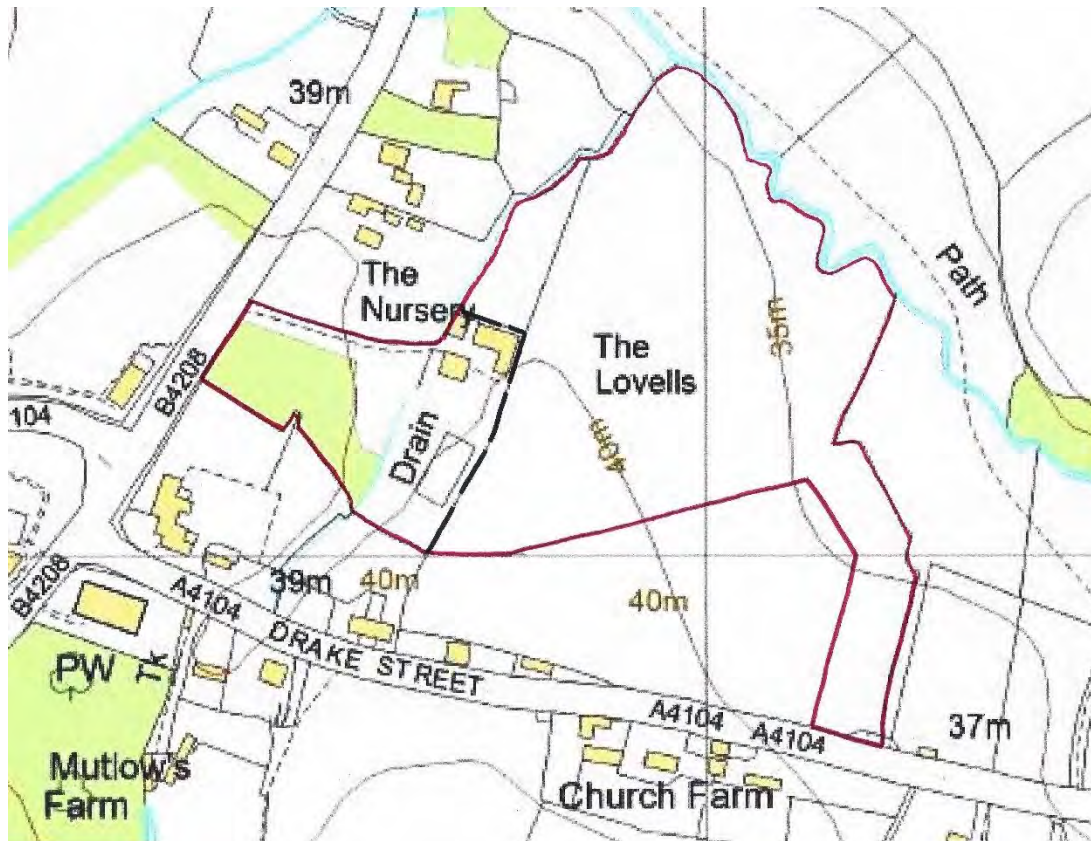 39m
Path
The
Nursery
The
Lovells
35m
B4208
104
Drain
40m
B4208
39m
40m
40m
A4104
DRAKE STREET
A4104
A4104
37m
PW
Tk
Mutlow's
Farm
Church Farm